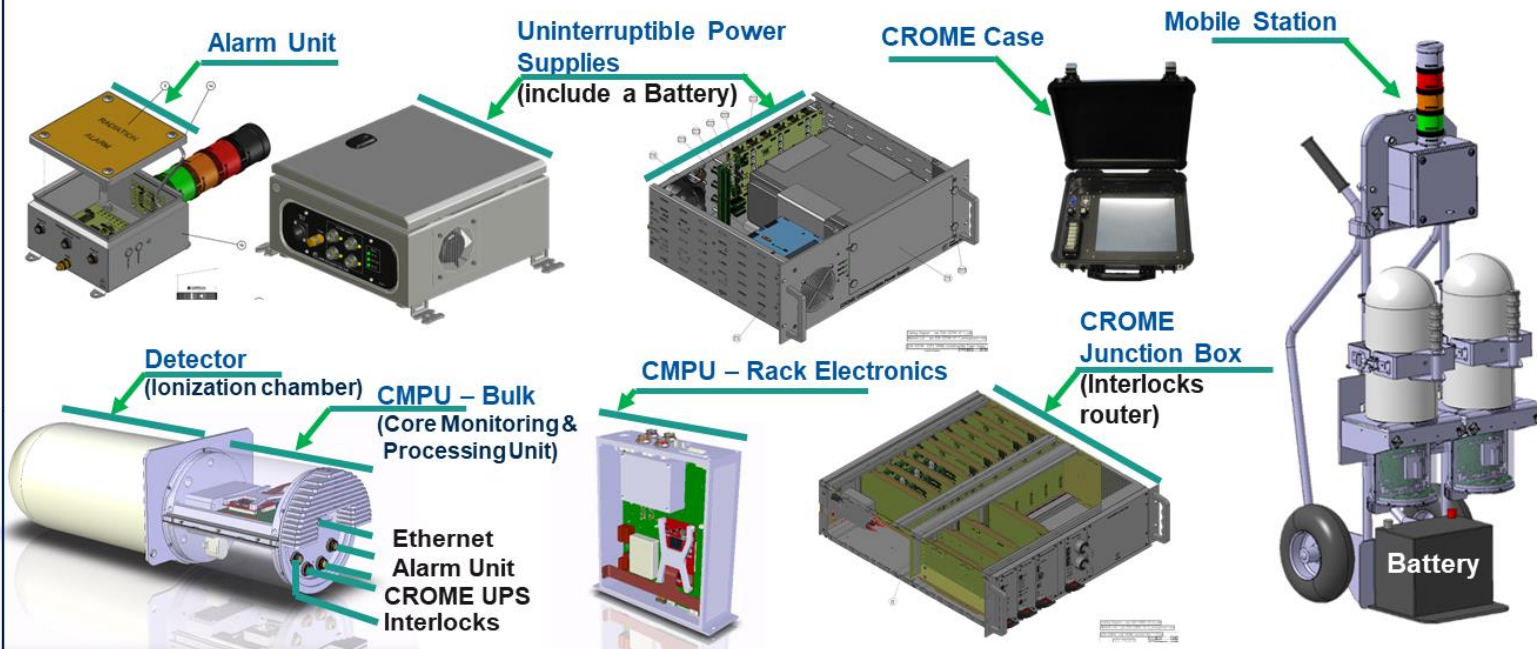 Alarm Unit
Uninterruptible Power
Supplies
(include a Battery)
CROME Case
Mobile Station
RADIATION
ALARM
Detector
(Ionization chamber)
CMPU – Bulk
(Core Monitoring &
Processing Unit)
CMPU – Rack Electronics
CROME
Junction Box
(Interlocks
router)
Ethernet
Alarm Unit
CROME UPS
Interlocks
Battery